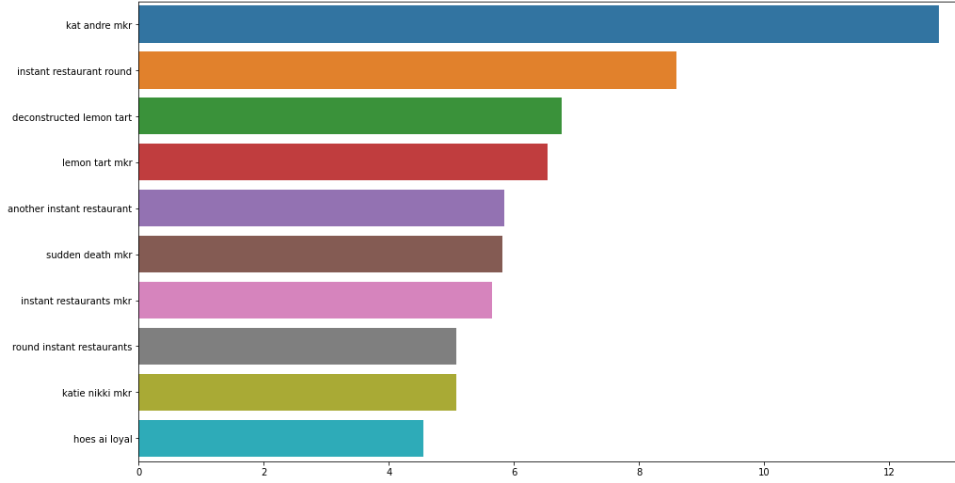 kat andre mkr
instant restaurant round
deconstructed lemon tart
lemon tart mkr
another instant restaurant
sudden death mkr
instant restaurants mkr
round instant restaurants
katie nikki mkr
hoes ai loyal
0 2 4 6 8 10 12